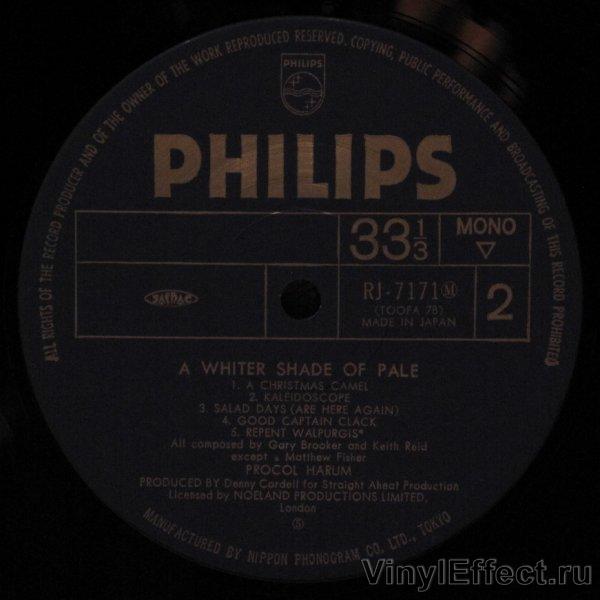 ALL RIGHTS OF THE RECORD PRODUCER AND OF THE OWNER OF THE WORK REPRODUCED RESERVED. COPYING, PUBLIC PERFORMANCE AND BROADCASTING OF THIS RECORD PROHIBITED
PHILIPS
PHILIPS
33 1/3
MONO
RJ-7171 Ⓜ
(TOOFA 7B)
MADE IN JAPAN
2
A WHITER SHADE OF PALE
1. A CHRISTMAS CAMEL
2. KALEIDOSCOPE
3. SALAD DAYS (ARE HERE AGAIN)
4. GOOD CAPTAIN CLACK
5. REPENT WALPURGIS*
All composed by Gary Brooker and Keith Reid
except * Matthew Fisher
PROCOL HARUM
PRODUCED BY Denny Cordell for Straight Aheat Production
Licensed by NOELAND PRODUCTIONS LIMITED,
London
Ⓢ
MANUFACTURED BY NIPPON PHONOGRAM CO. LTD., TOKYO
VinylEffect.ru